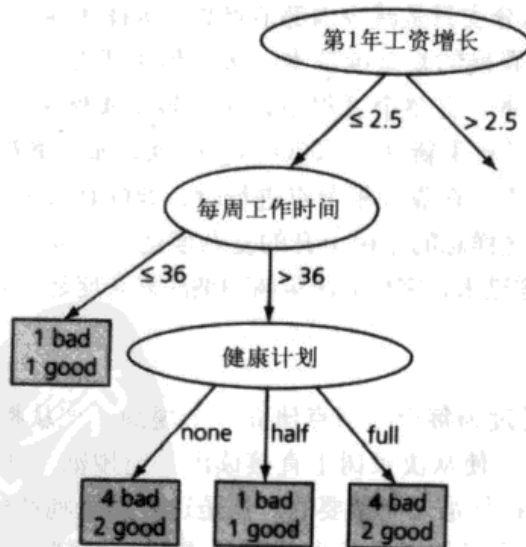 第1年工资增长
≤ 2.5
> 2.5
每周工作时间
≤ 36
> 36
1 bad
1 good
健康计划
none
half
full
4 bad
2 good
1 bad
1 good
4 bad
2 good